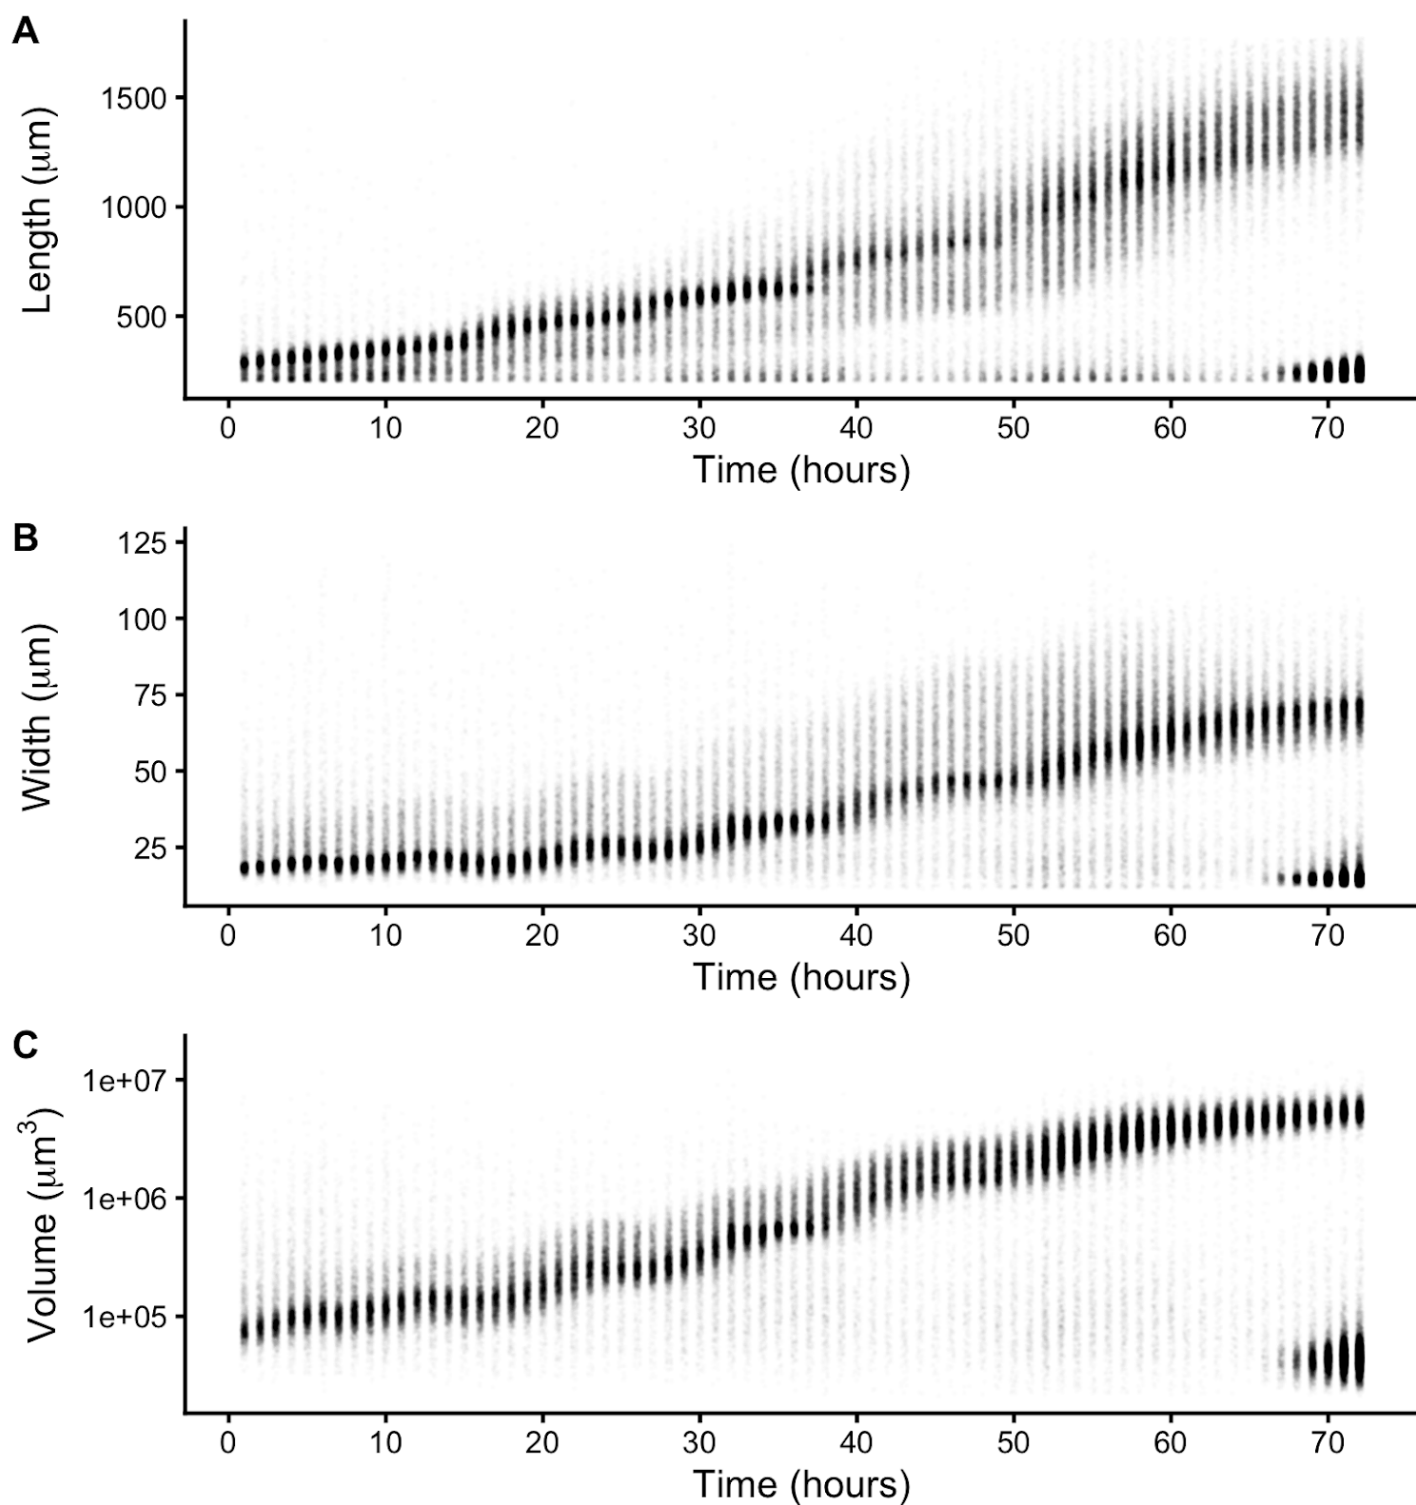 A
Length (μm)
1500
1000
500
0 10 20 30 40 50 60 70
Time (hours)
B
Width (μm)
125
100
75
50
25
0 10 20 30 40 50 60 70
Time (hours)
C
Volume (μm³)
1e+07
1e+06
1e+05
0 10 20 30 40 50 60 70
Time (hours)